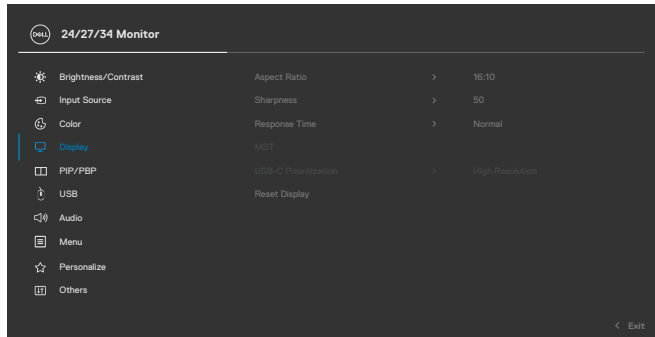 DELL 24/27/34 Monitor
Brightness/Contrast Aspect Ratio > 16:10
Input Source Sharpness > 50
Color Response Time > Normal
Display MST
PIP/PBP USB-C Prioritization > High Resolution
USB Reset Display
Audio
Menu
Personalize
Others
< Exit